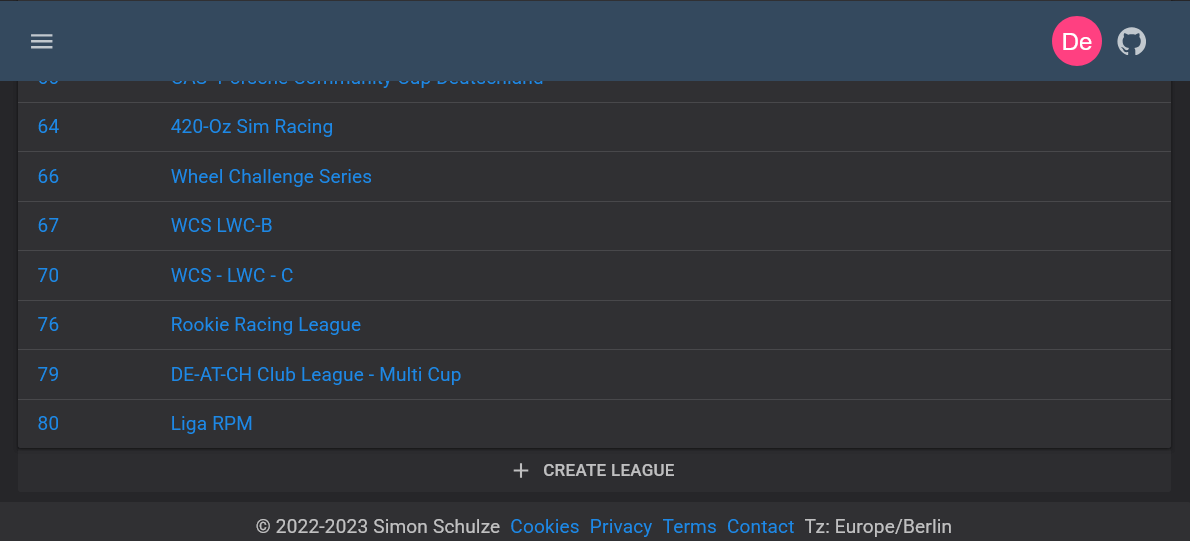 De
64 420-Oz Sim Racing
66 Wheel Challenge Series
67 WCS LWC-B
70 WCS - LWC - C
76 Rookie Racing League
79 DE-AT-CH Club League - Multi Cup
80 Liga RPM
+ CREATE LEAGUE
© 2022-2023 Simon Schulze Cookies Privacy Terms Contact Tz: Europe/Berlin